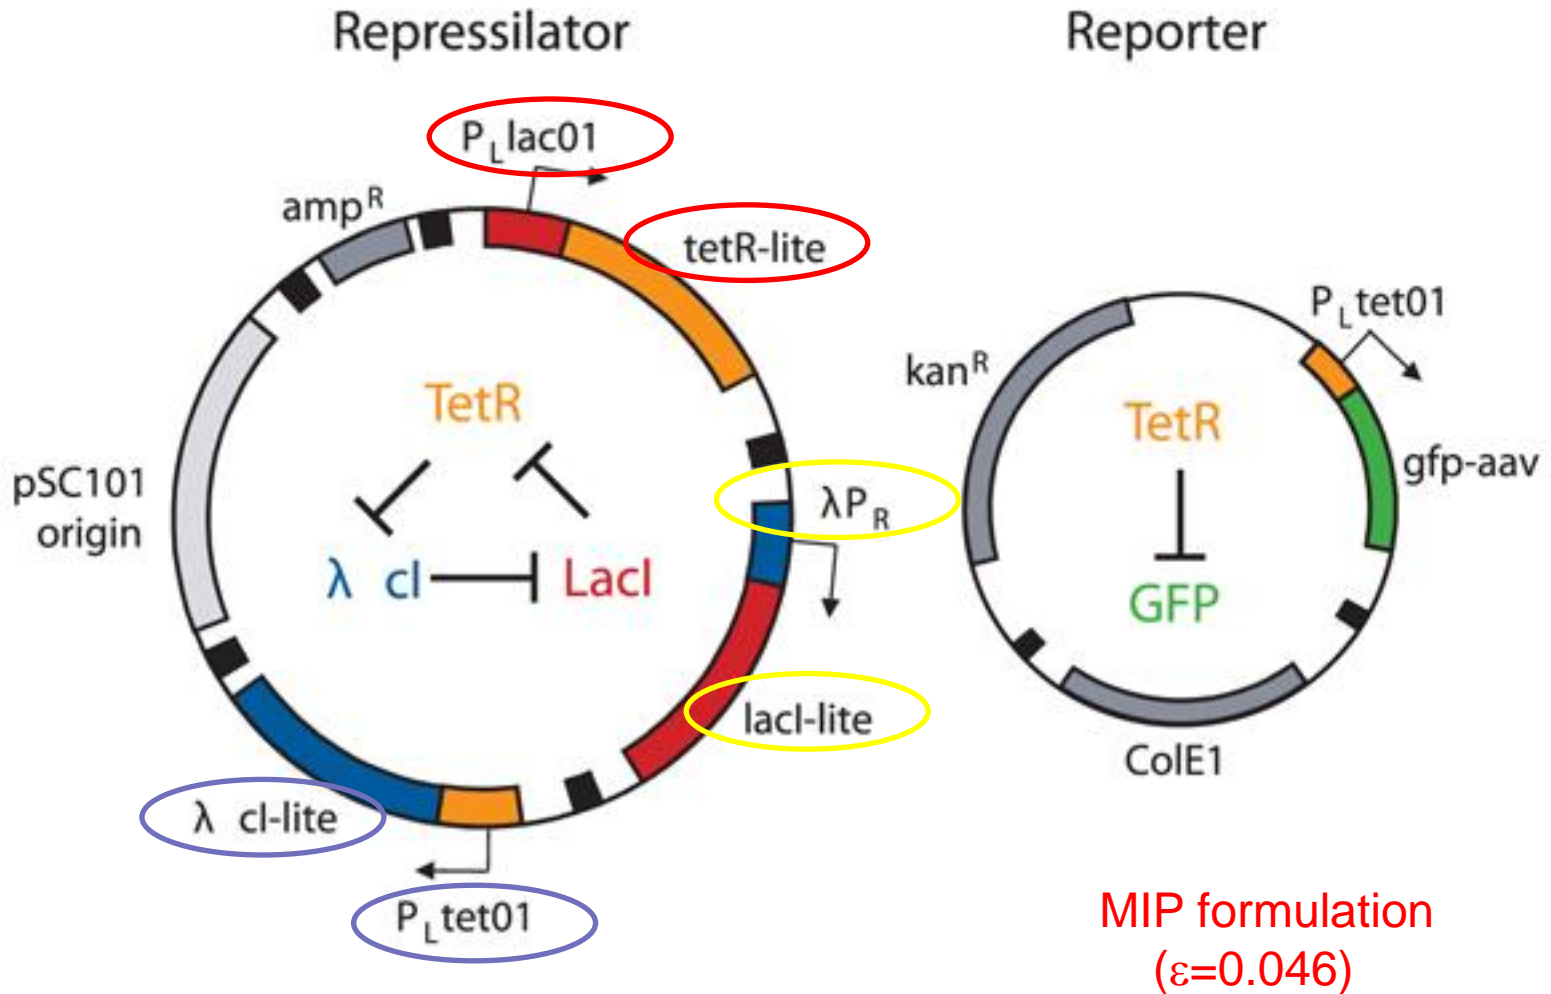 Repressilator
Reporter
PLlac01
ampR
tetR-lite
PLtet01
kanR
TetR
TetR
gfp-aav
pSC101
origin
λPR
λ cI
LacI
GFP
lacI-lite
ColE1
λ cI-lite
PLtet01
MIP formulation
(ε=0.046)